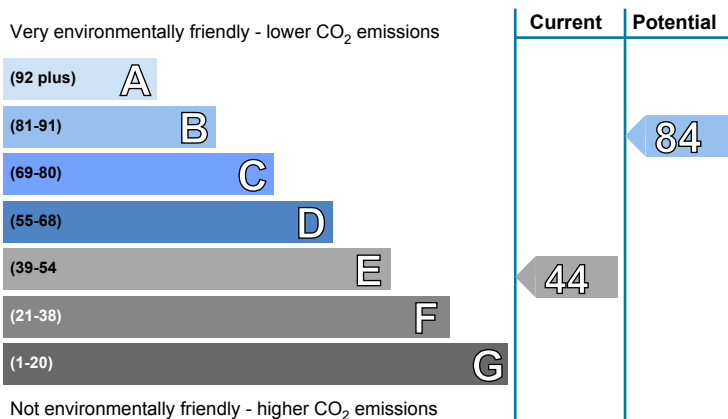 Current Potential
Very environmentally friendly - lower CO2 emissions
(92 plus) A
(81-91) B 84
(69-80) C
(55-68) D
(39-54 E 44
(21-38) F
(1-20) G
Not environmentally friendly - higher CO2 emissions